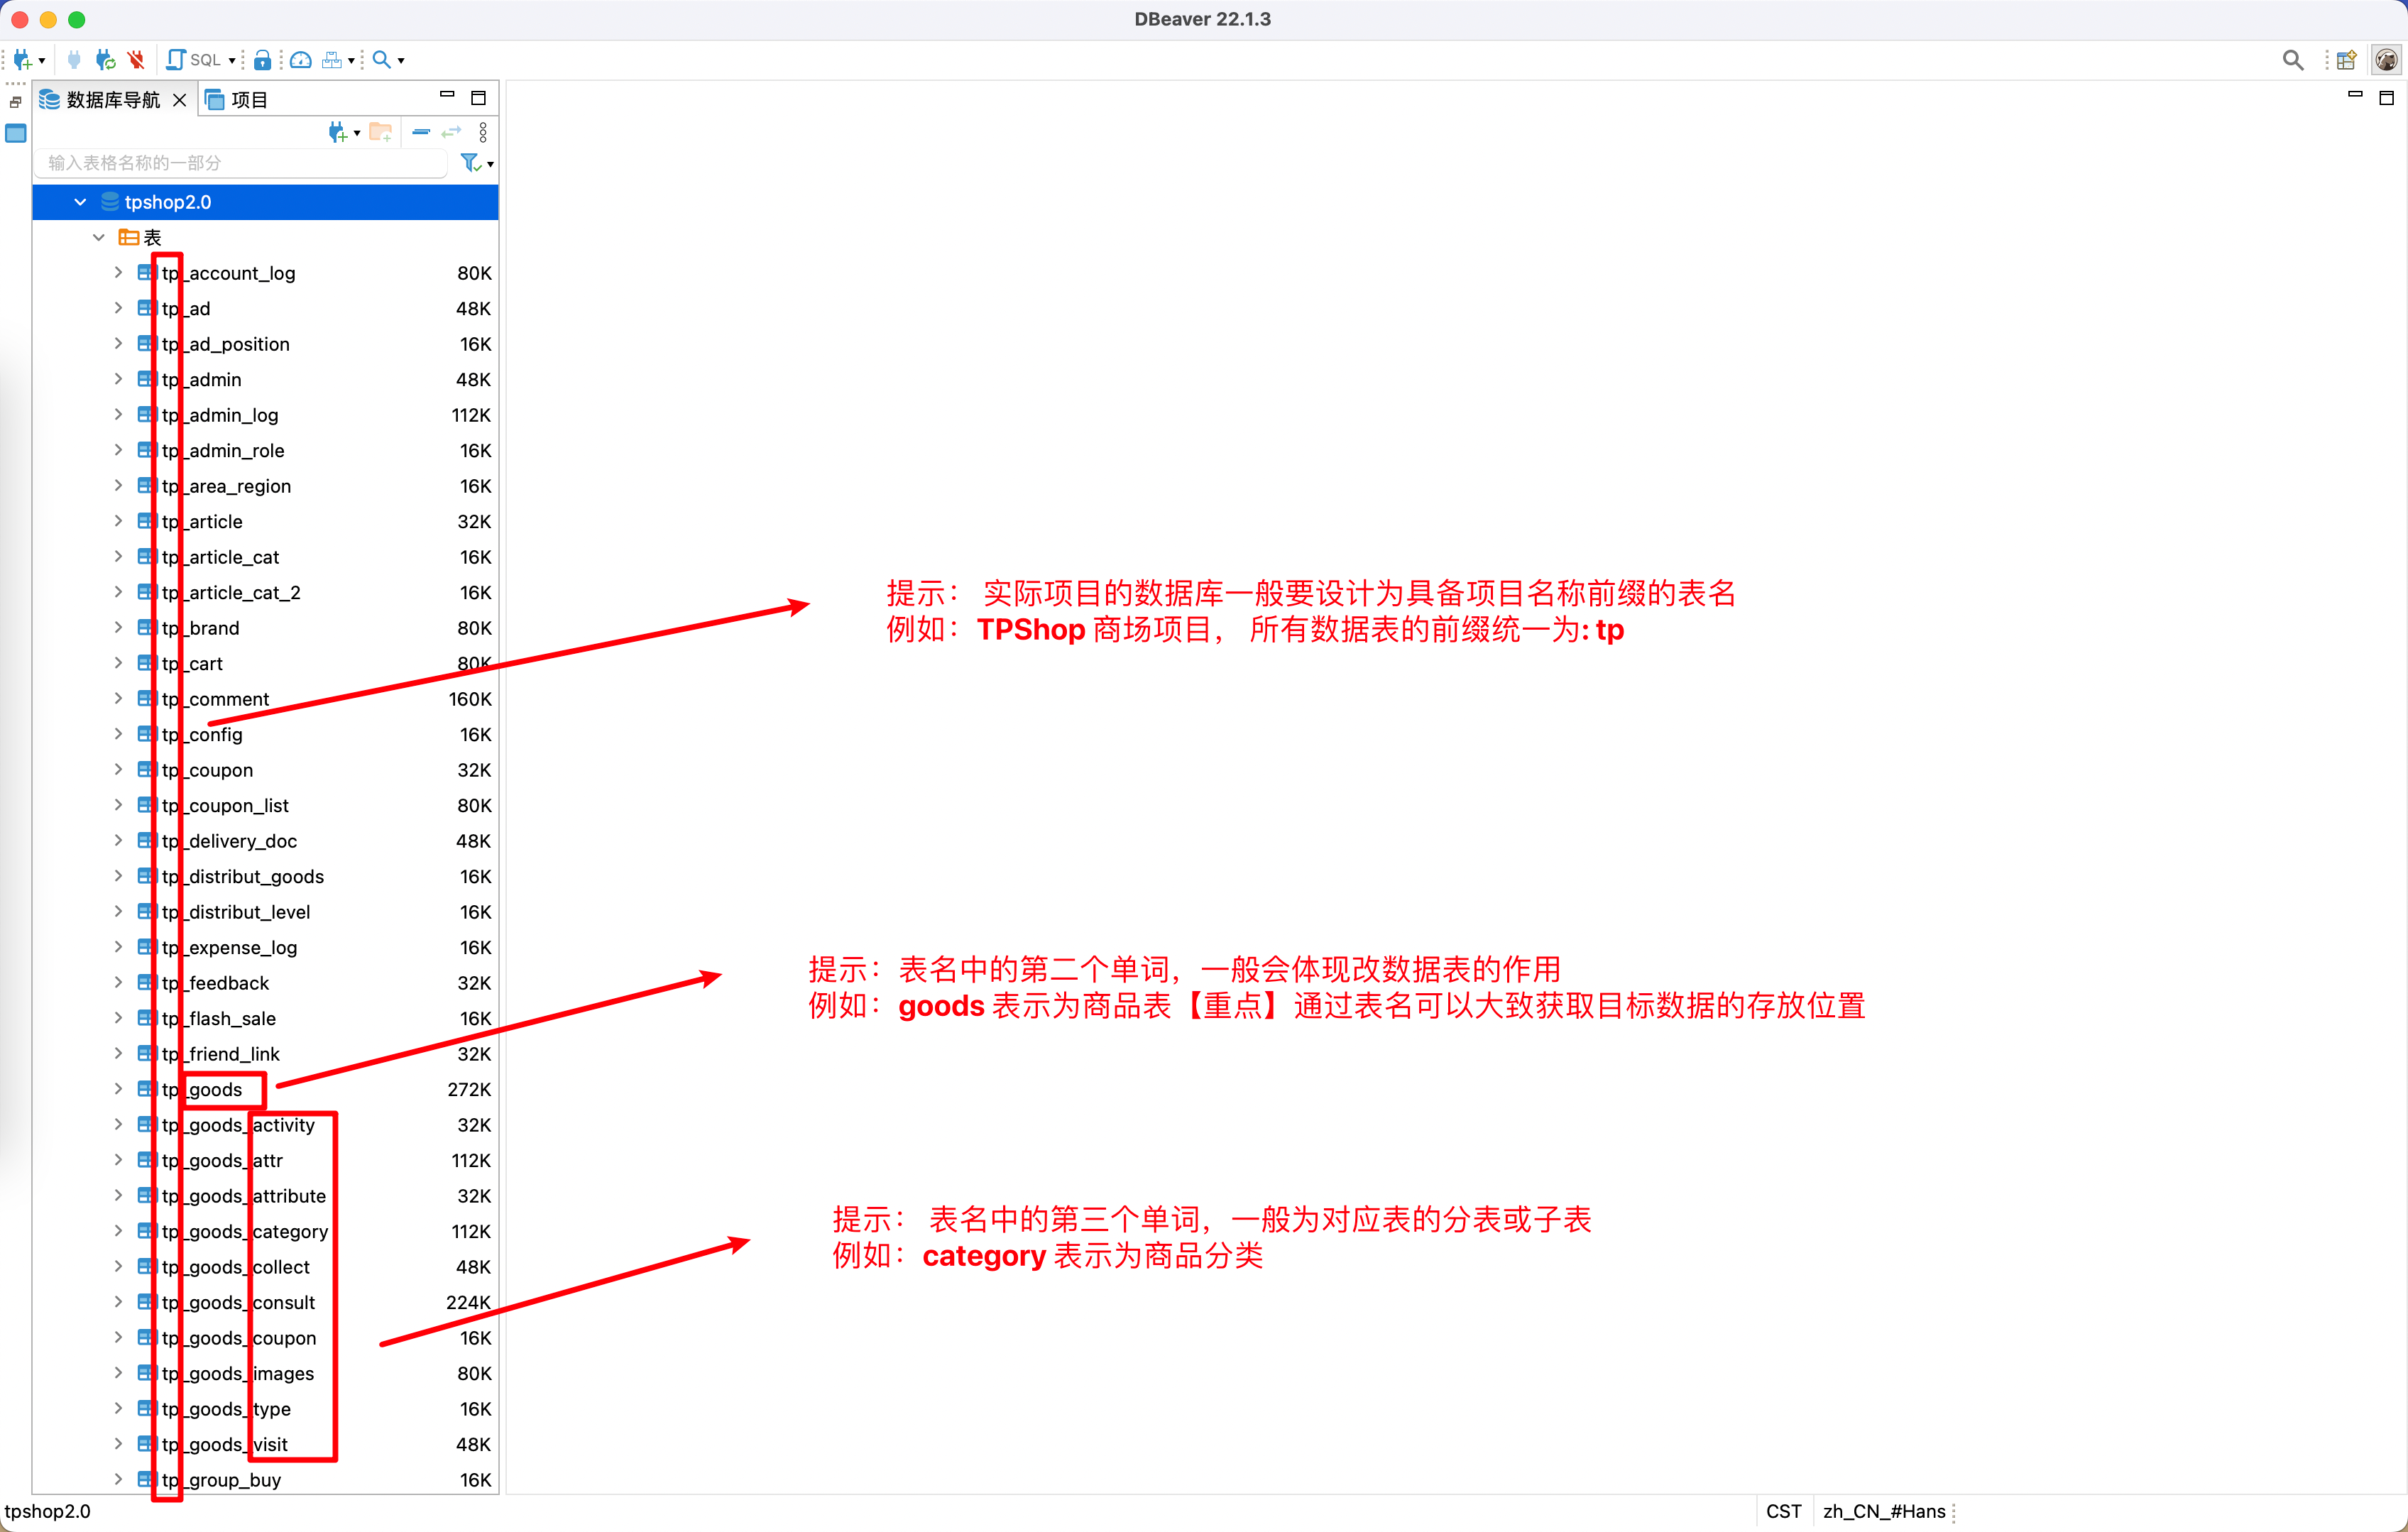 DBeaver 22.1.3
SQL
数据库导航
项目
输入表格名称的一部分
tpshop2.0
表
tp_account_log 80K
tp_ad 48K
tp_ad_position 16K
tp_admin 48K
tp_admin_log 112K
tp_admin_role 16K
tp_area_region 16K
tp_article 32K
tp_article_cat 16K
tp_article_cat_2 16K
tp_brand 80K
tp_cart 80K
tp_comment 160K
tp_config 16K
tp_coupon 32K
tp_coupon_list 80K
tp_delivery_doc 48K
tp_distribut_goods 16K
tp_distribut_level 16K
tp_expense_log 16K
tp_feedback 32K
tp_flash_sale 16K
tp_friend_link 32K
tp_goods 272K
tp_goods_activity 32K
tp_goods_attr 112K
tp_goods_attribute 32K
tp_goods_category 112K
tp_goods_collect 48K
tp_goods_consult 224K
tp_goods_coupon 16K
tp_goods_images 80K
tp_goods_type 16K
tp_goods_visit 48K
tp_group_buy 16K
提示： 实际项目的数据库一般要设计为具备项目名称前缀的表名
例如：TPShop 商场项目， 所有数据表的前缀统一为: tp
提示：表名中的第二个单词，一般会体现改数据表的作用
例如：goods 表示为商品表【重点】通过表名可以大致获取目标数据的存放位置
提示： 表名中的第三个单词，一般为对应表的分表或子表
例如：category 表示为商品分类
tpshop2.0
CST
zh_CN_#Hans